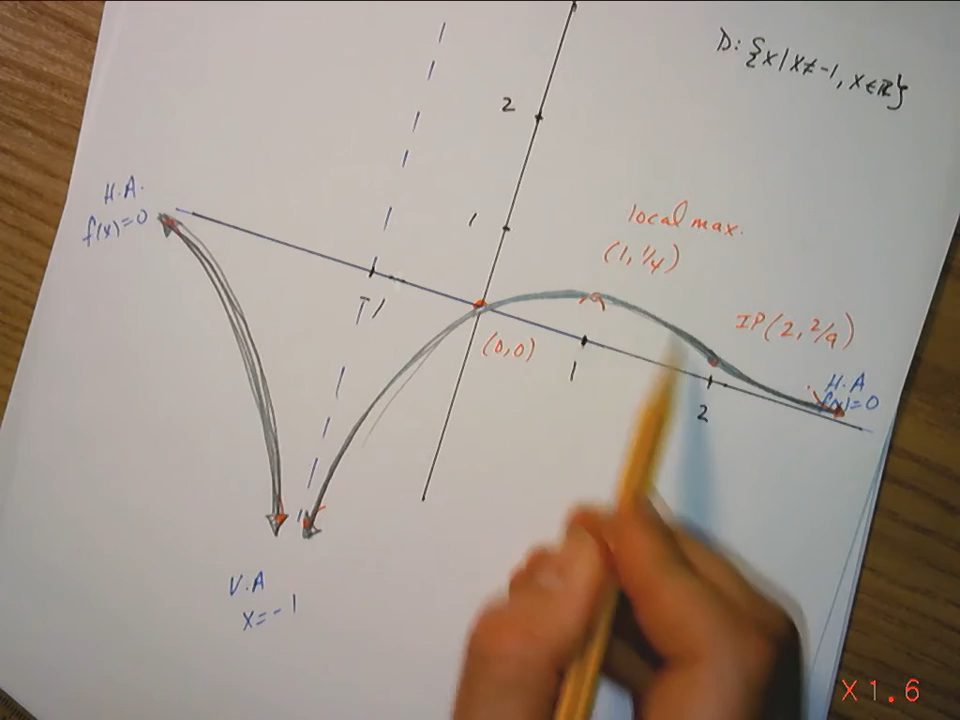 D: {x | x ≠ -1, x ∈ ℝ}
2
H.A.
f(x)=0
1
local max.
(1, 1/4)
-1
IP(2, 2/9)
(0,0)
1
H.A
f(x)=0
2
V.A
x=-1
X1.6